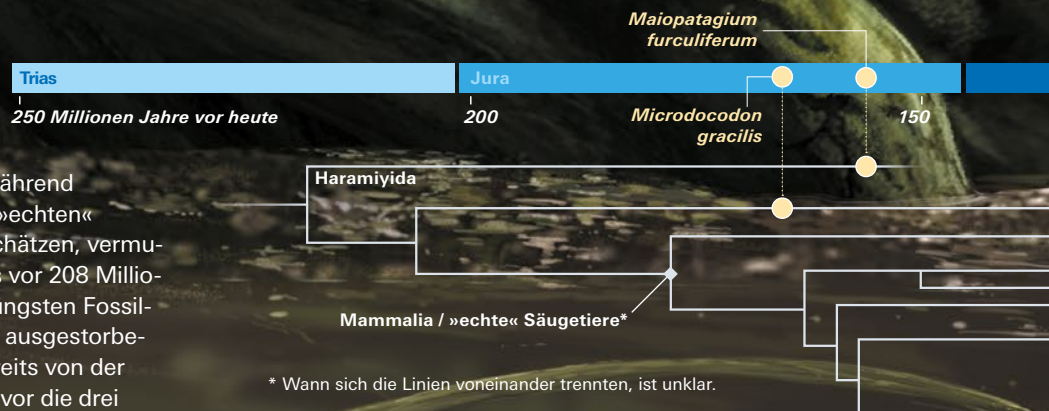 Maiopatagium
furculiferum
Trias
Jura
250 Millionen Jahre vor heute
200
Microdocodon
gracilis
150
Haramiyida
ährend
»echten«
chätzen, vermu-
s vor 208 Millio-
ngsten Fossil-
ausgestorbe-
eits von der
vor die drei
Mammalia / »echte« Säugetiere*
* Wann sich die Linien voneinander trennten, ist unklar.